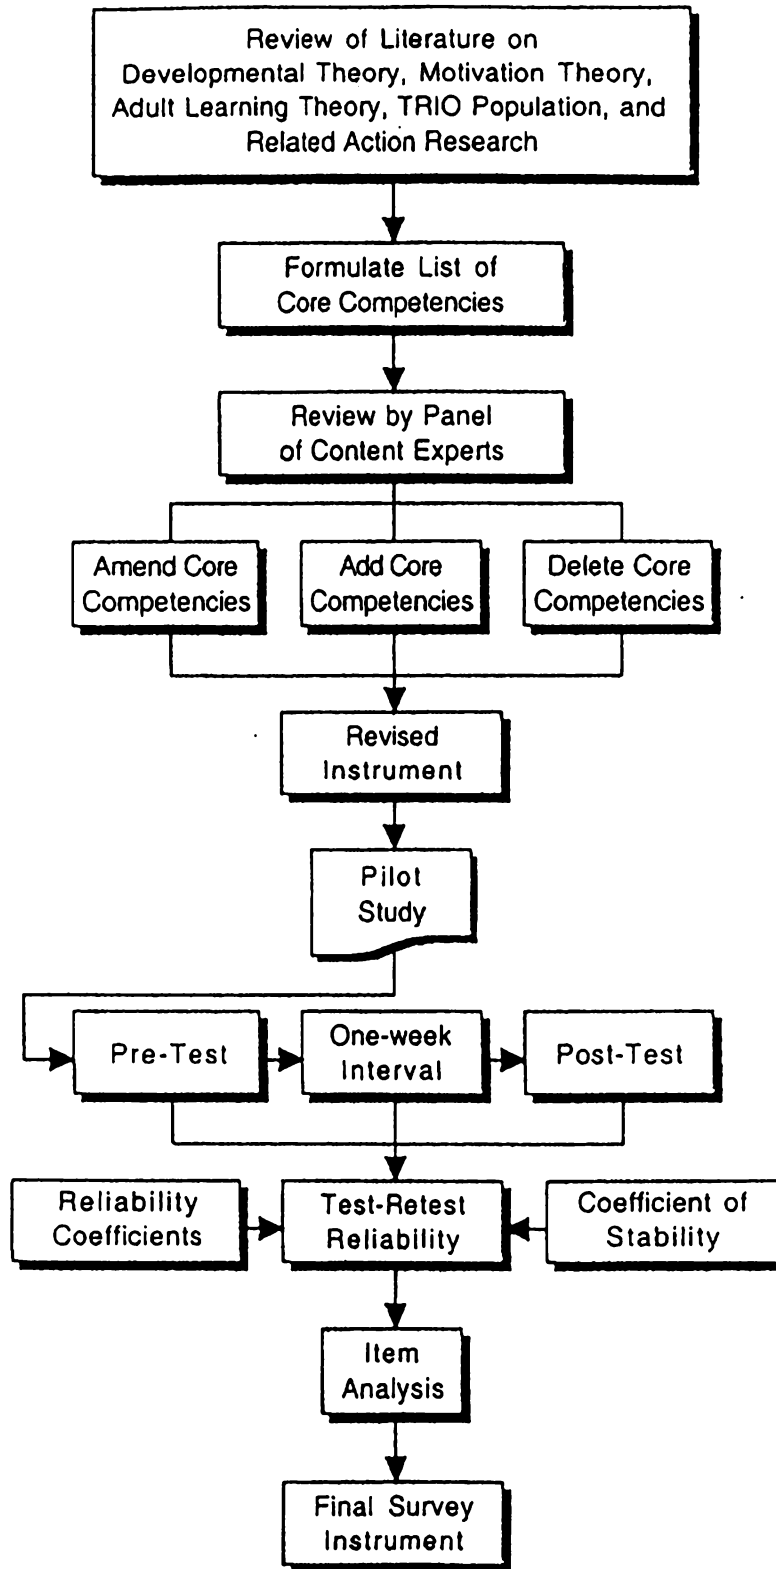 Review of Literature on
Developmental Theory, Motivation Theory,
Adult Learning Theory, TRIO Population, and
Related Action Research
Formulate List of
Core Competencies
Review by Panel
of Content Experts
Amend Core
Competencies
Add Core
Competencies
Delete Core
Competencies
Revised
Instrument
Pilot
Study
Pre-Test
One-week
Interval
Post-Test
Reliability
Coefficients
Test-Retest
Reliability
Coefficient of
Stability
Item
Analysis
Final Survey
Instrument